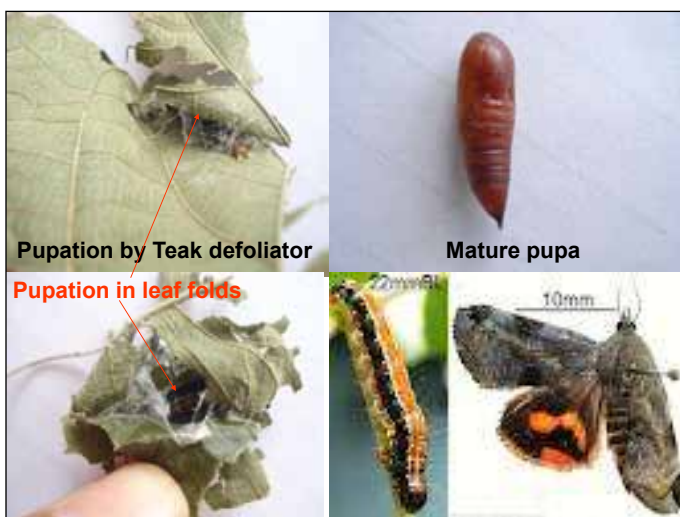 Pupation by Teak defoliator
Mature pupa
Pupation in leaf folds
10mm